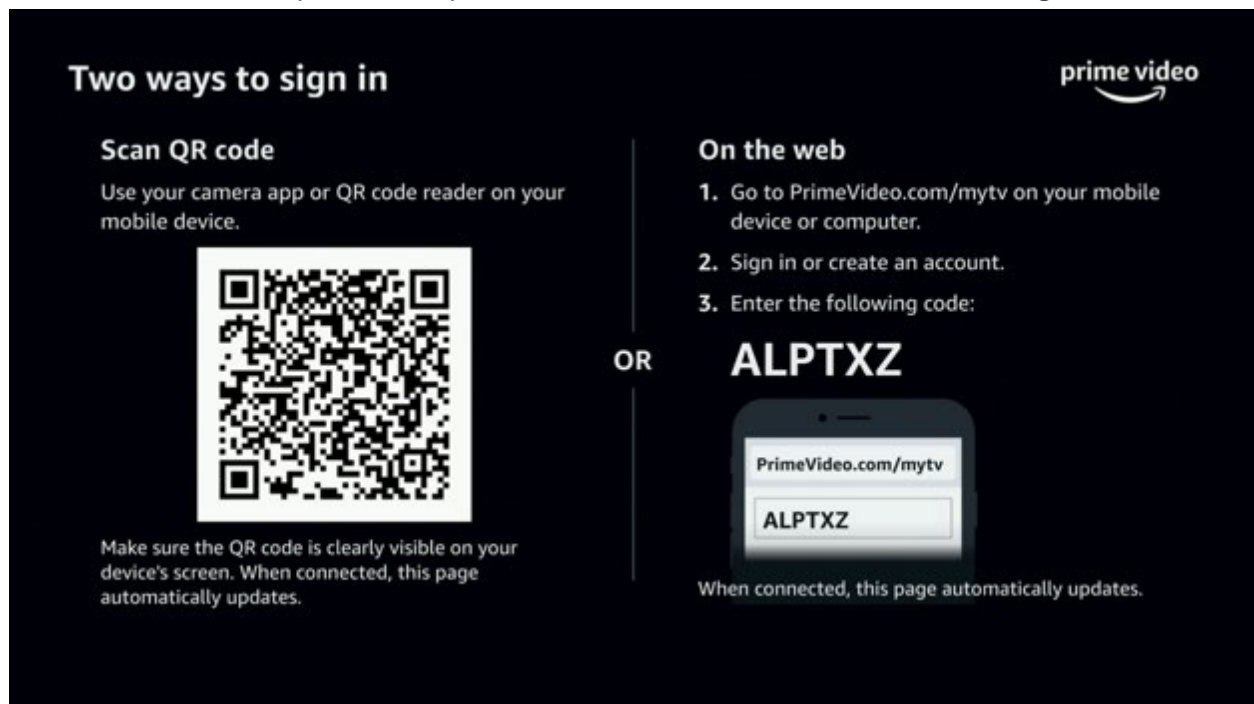 Two ways to sign in
prime video
Scan QR code
Use your camera app or QR code reader on your
mobile device.
Make sure the QR code is clearly visible on your
device's screen. When connected, this page
automatically updates.
OR
On the web
1. Go to PrimeVideo.com/mytv on your mobile
device or computer.
2. Sign in or create an account.
3. Enter the following code:
ALPTXZ
PrimeVideo.com/mytv
ALPTXZ
When connected, this page automatically updates.